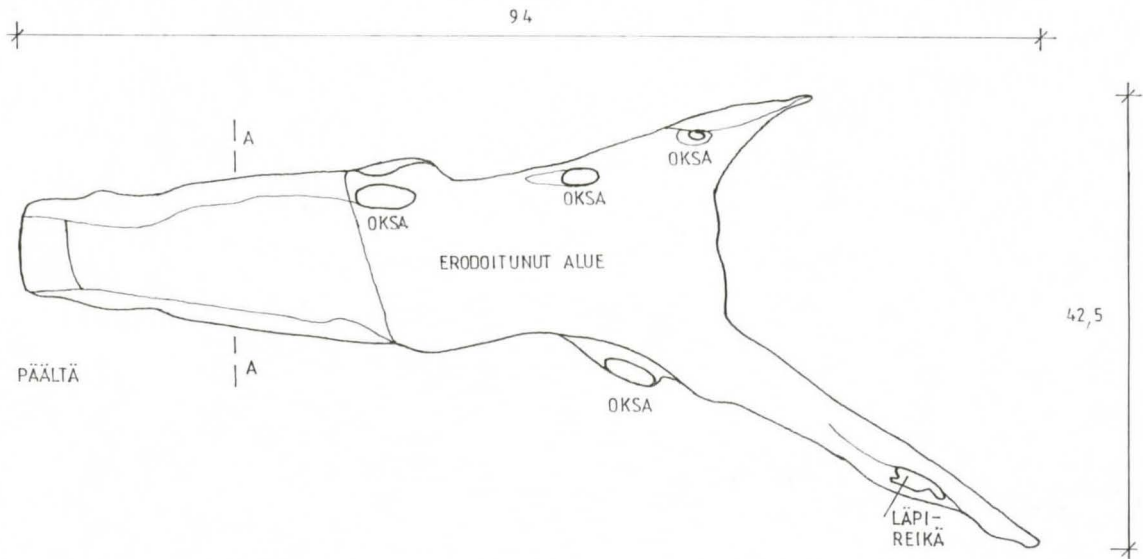 94
A
OKSA
OKSA
OKSA
ERODOITUNUT ALUE
42,5
PÄÄLTÄ
A
OKSA
LÄPI-
REIKÄ